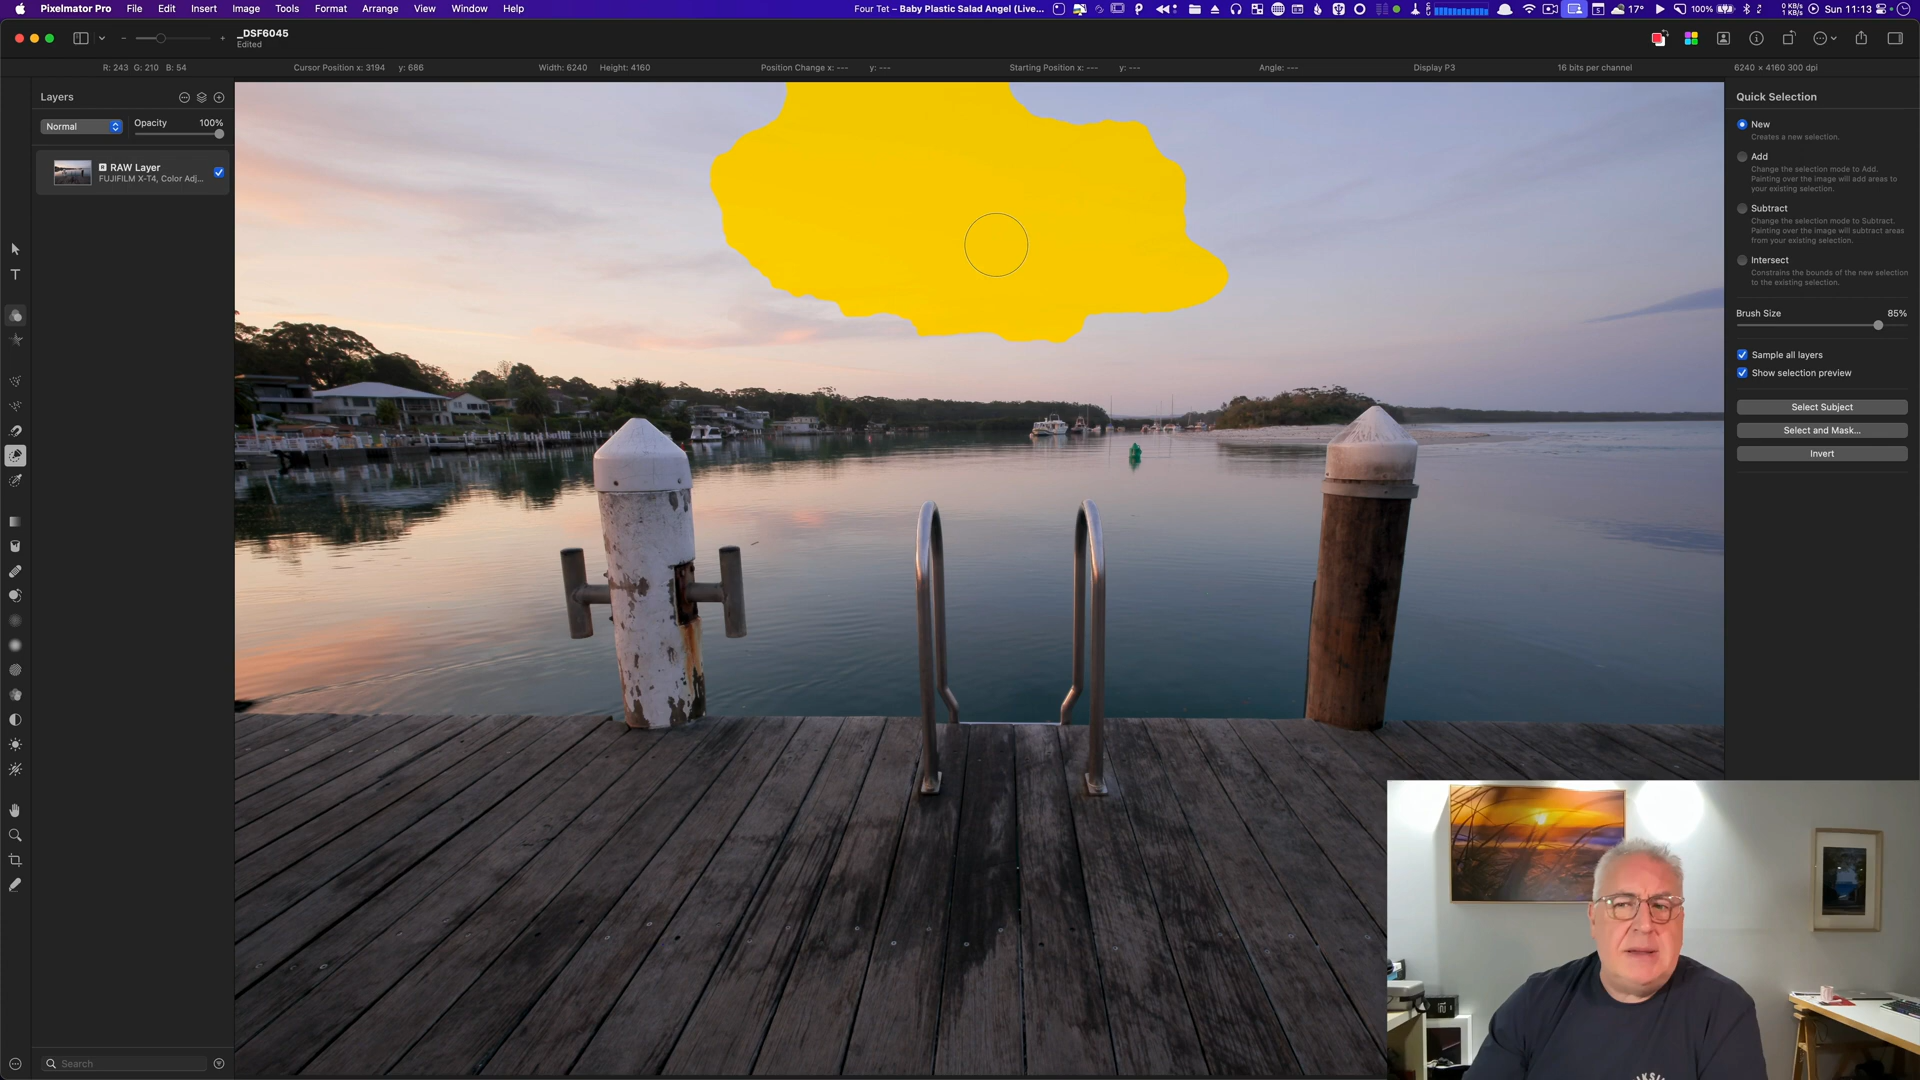 Pixelmator Pro File Edit Insert Image Tools Format Arrange View Window Help
Four Tet – Baby Plastic Salad Angel (Live...
17° 100% 0 KB/s 1 KB/s Sun 11:13
_DSF6045
Edited
R: 243 G: 210 B: 54 Cursor Position x: 3194 y: 686 Width: 6240 Height: 4160 Position Change x: --- y: --- Starting Position x: --- y: --- Angle: --- Display P3 16 bits per channel 6240 × 4160 300 dpi
Layers
Normal Opacity 100%
RAW Layer
FUJIFILM X-T4, Color Adj...
T
Search
Quick Selection
New
Creates a new selection.
Add
Change the selection mode to Add.
Painting over the image will add areas to
your existing selection.
Subtract
Change the selection mode to Subtract.
Painting over the image will subtract areas
from your existing selection.
Intersect
Constrains the bounds of the new selection
to the existing selection.
Brush Size 85%
Sample all layers
Show selection preview
Select Subject
Select and Mask...
Invert